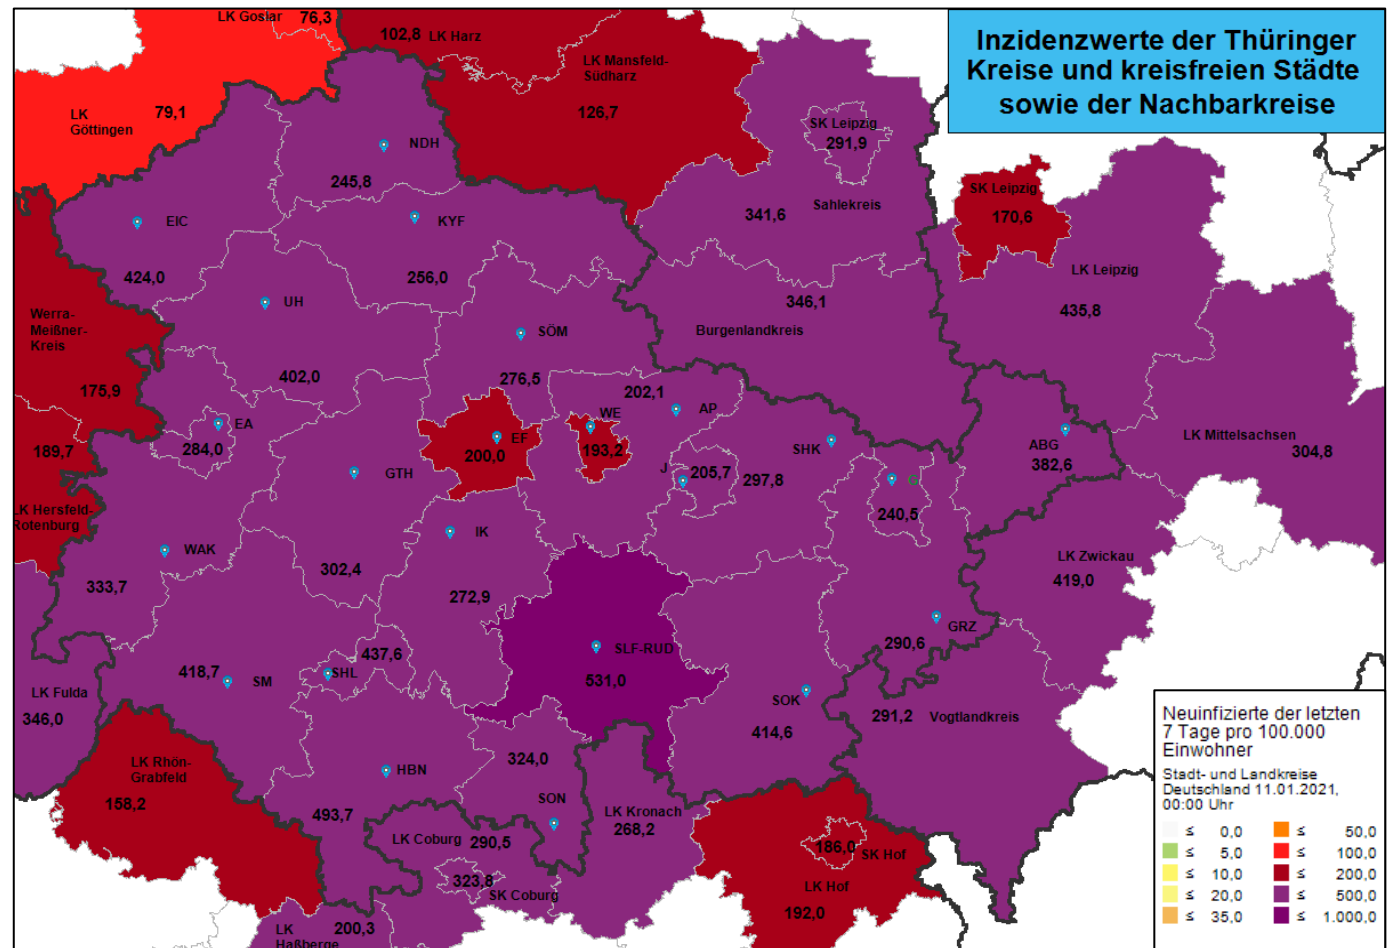 Inzidenzwerte der Thüringer
Kreise und kreisfreien Städte
sowie der Nachbarkreise
LK Goslar
76,3
102,8
LK Harz
LK Mansfeld-
Südharz
126,7
LK
Göttingen
79,1
NDH
245,8
SK Leipzig
291,9
SK Leipzig
170,6
EIC
424,0
KYF
256,0
341,6
Sahlekreis
LK Leipzig
435,8
UH
402,0
346,1
Burgenlandkreis
Werra-
Meißner-
Kreis
175,9
SÖM
276,5
202,1
AP
WE
193,2
EF
200,0
EA
284,0
189,7
LK Hersfeld-
Rotenburg
GTH
302,4
J
205,7
297,8
SHK
G
240,5
ABG
382,6
LK Mittelsachsen
304,8
WAK
333,7
IK
272,9
LK Zwickau
419,0
SLF-RUD
531,0
GRZ
290,6
418,7
SM
437,6
SHL
LK Fulda
346,0
SOK
414,6
291,2
Vogtlandkreis
LK Rhön-
Grabfeld
158,2
HBN
493,7
324,0
SON
LK Kronach
268,2
LK Coburg
290,5
323,8
SK Coburg
186,0
SK Hof
LK Hof
192,0
LK
Haßberge
200,3
Neuinfizierte der letzten
7 Tage pro 100.000
Einwohner
Stadt- und Landkreise
Deutschland 11.01.2021,
00:00 Uhr
≤ 0,0 ≤ 50,0
≤ 5,0 ≤ 100,0
≤ 10,0 ≤ 200,0
≤ 20,0 ≤ 500,0
≤ 35,0 ≤ 1.000,0